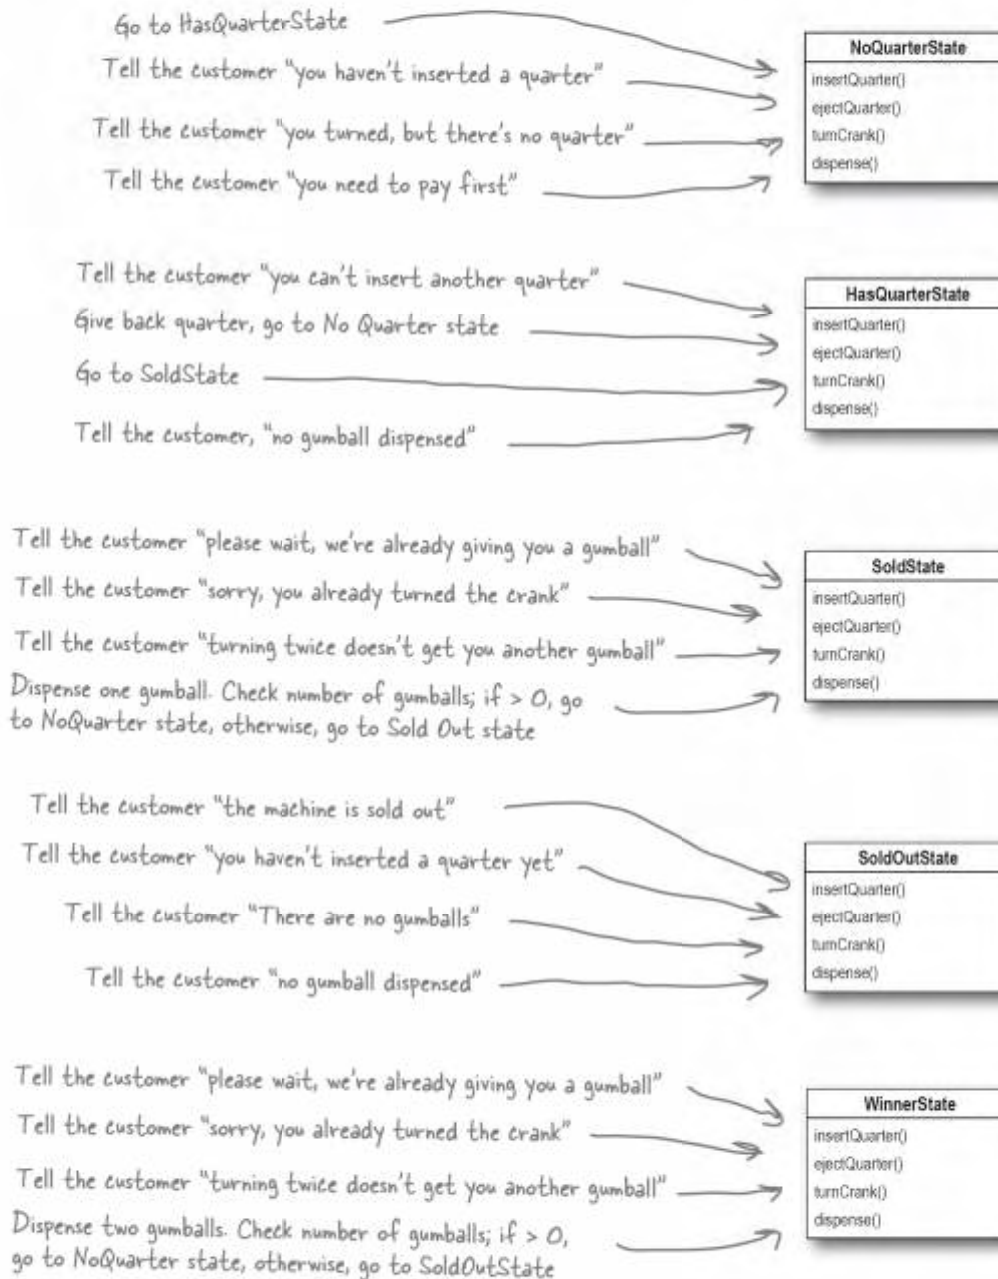 Go to HasQuarterState
Tell the customer "you haven't inserted a quarter"
Tell the customer "you turned, but there's no quarter"
Tell the customer "you need to pay first"
NoQuarterState
insertQuarter()
ejectQuarter()
turnCrank()
dispense()
Tell the customer "you can't insert another quarter"
Give back quarter, go to No Quarter state
Go to SoldState
Tell the customer, "no gumball dispensed"
HasQuarterState
insertQuarter()
ejectQuarter()
turnCrank()
dispense()
Tell the customer "please wait, we're already giving you a gumball"
Tell the customer "sorry, you already turned the crank"
Tell the customer "turning twice doesn't get you another gumball"
Dispense one gumball. Check number of gumballs; if > 0, go
to NoQuarter state, otherwise, go to Sold Out state
SoldState
insertQuarter()
ejectQuarter()
turnCrank()
dispense()
Tell the customer "the machine is sold out"
Tell the customer "you haven't inserted a quarter yet"
Tell the customer "There are no gumballs"
Tell the customer "no gumball dispensed"
SoldOutState
insertQuarter()
ejectQuarter()
turnCrank()
dispense()
Tell the customer "please wait, we're already giving you a gumball"
Tell the customer "sorry, you already turned the crank"
Tell the customer "turning twice doesn't get you another gumball"
Dispense two gumballs. Check number of gumballs; if > 0,
go to NoQuarter state, otherwise, go to SoldOutState
WinnerState
insertQuarter()
ejectQuarter()
turnCrank()
dispense()